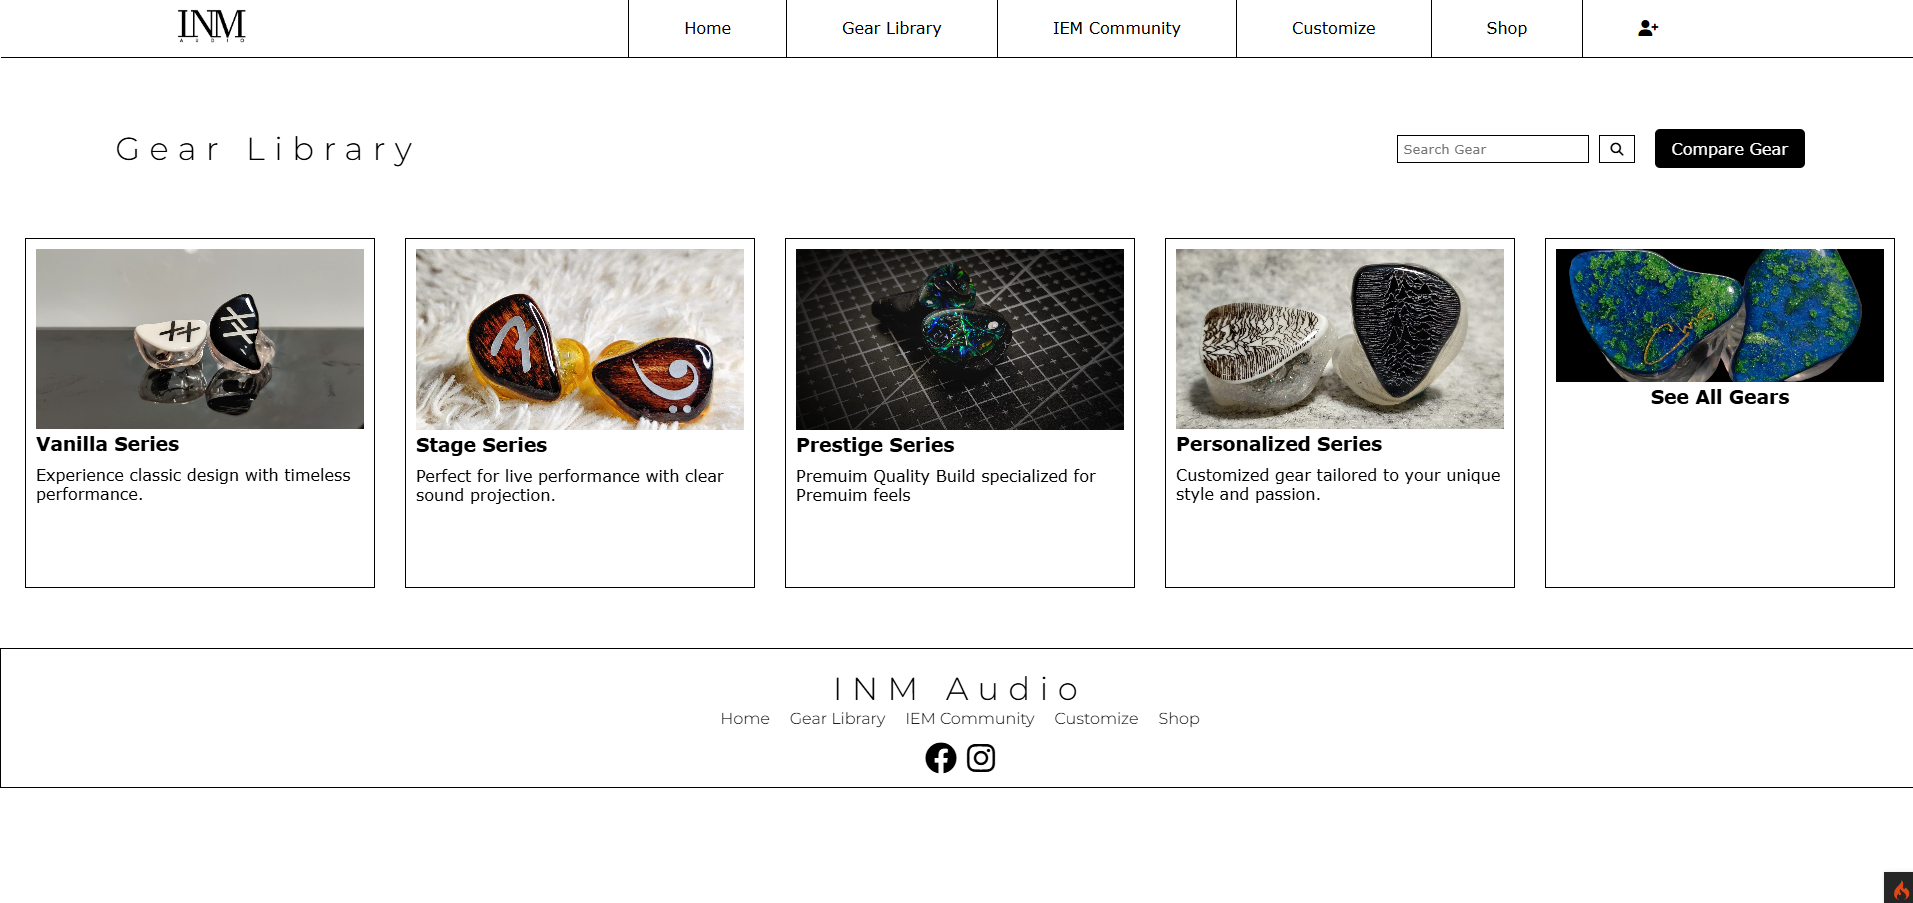 INM
AUDIO
Home
Gear Library
IEM Community
Customize
Shop
Gear Library
Search Gear
Compare Gear
Vanilla Series
Experience classic design with timeless
performance.
Stage Series
Perfect for live performance with clear
sound projection.
Prestige Series
Premuim Quality Build specialized for
Premuim feels
Personalized Series
Customized gear tailored to your unique
style and passion.
See All Gears
INM Audio
Home Gear Library IEM Community Customize Shop